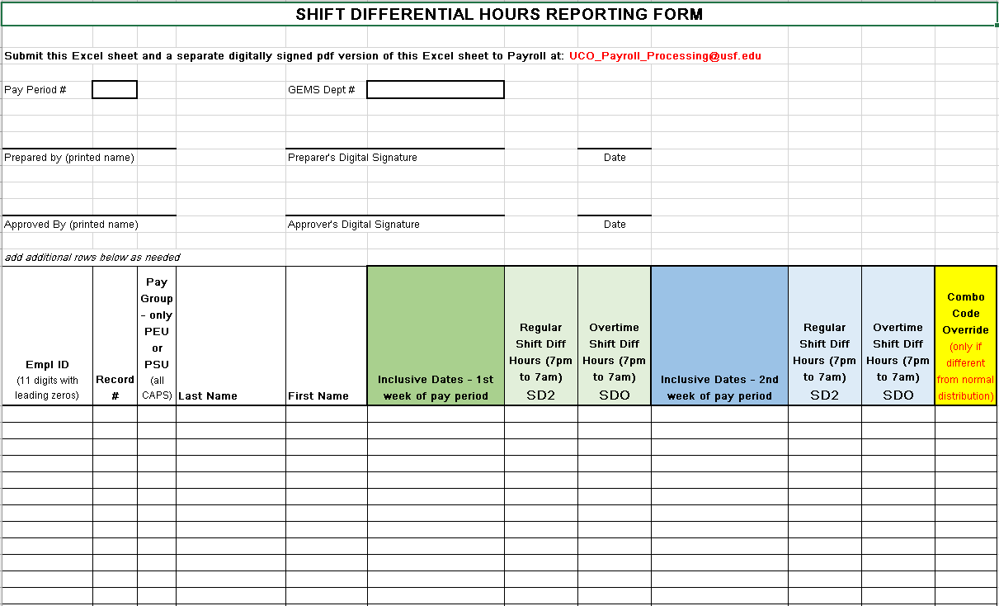 SHIFT DIFFERENTIAL HOURS REPORTING FORM
Submit this Excel sheet and a separate digitally signed pdf version of this Excel sheet to Payroll at: UCO_Payroll_Processing@usf.edu
Pay Period #
GEMS Dept #
Prepared by (printed name)
Preparer's Digital Signature
Date
Approved By (printed name)
Approver's Digital Signature
Date
add additional rows below as needed
Empl ID
(11 digits with
leading zeros)
Record
#
Pay
Group
- only
PEU
or
PSU
(all
CAPS)
Last Name
First Name
Inclusive Dates - 1st
week of pay period
Regular
Shift Diff
Hours (7pm
to 7am)
SD2
Overtime
Shift Diff
Hours (7pm
to 7am)
SDO
Inclusive Dates - 2nd
week of pay period
Regular
Shift Diff
Hours (7pm
to 7am)
SD2
Overtime
Shift Diff
Hours (7pm
to 7am)
SDO
Combo
Code
Override
(only if
different
from normal
distribution)